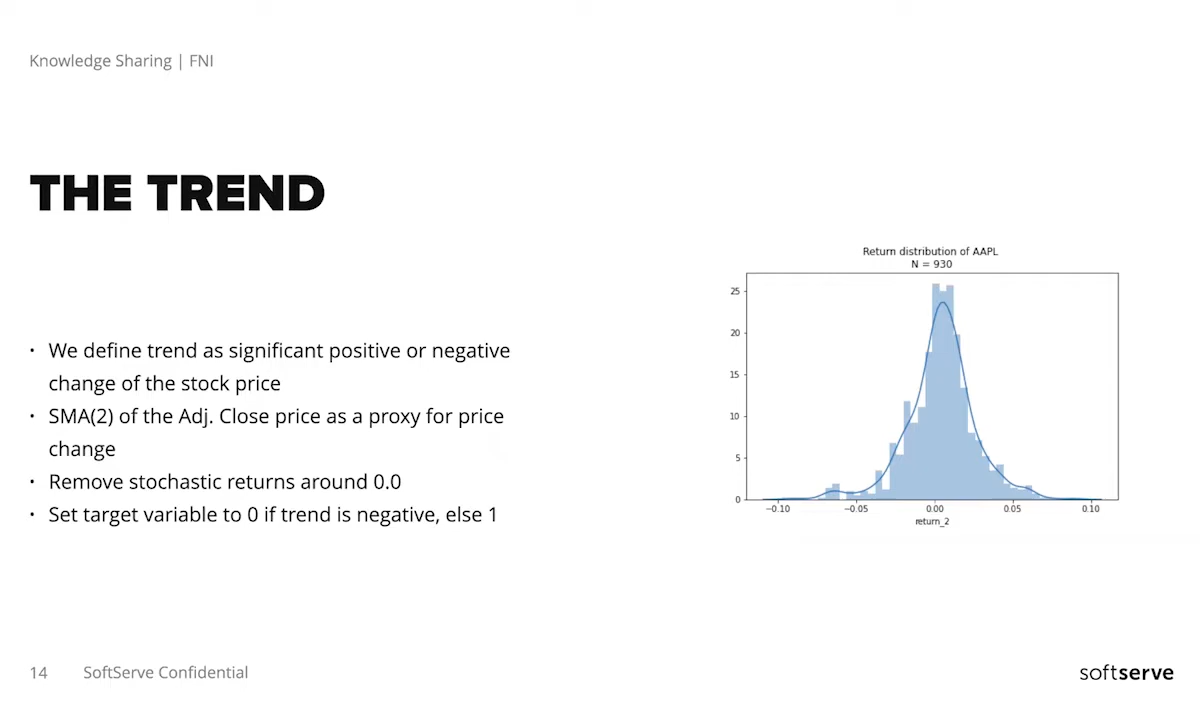 Knowledge Sharing | FNI
THE TREND
· We define trend as significant positive or negative
change of the stock price
· SMA(2) of the Adj. Close price as a proxy for price
change
· Remove stochastic returns around 0.0
· Set target variable to 0 if trend is negative, else 1
Return distribution of AAPL
N = 930
25
20
15
10
5
0
−0.10 −0.05 0.00 0.05 0.10
return_2
14 SoftServe Confidential
softserve